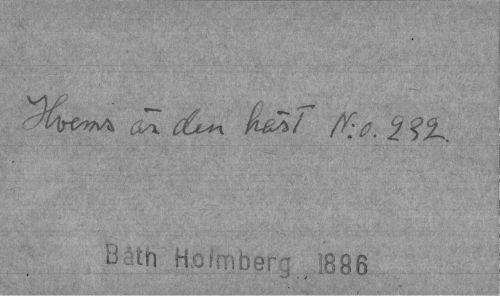 Hvems är den häst N:o. 232.
Båth Holmberg 1886